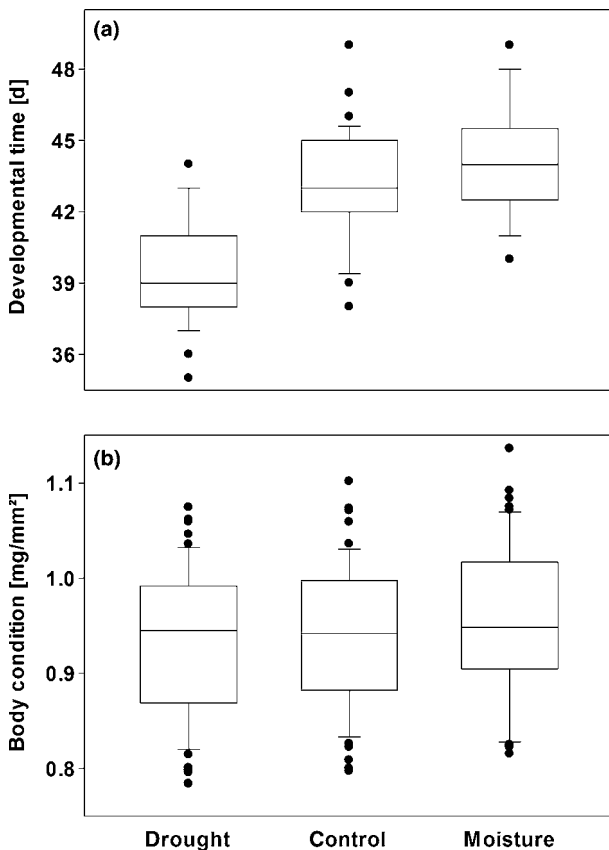 (a)
Developmental time [d]
48
45
42
39
36
(b)
Body condition [mg/mm²]
1.1
1.0
0.9
0.8
Drought Control Moisture